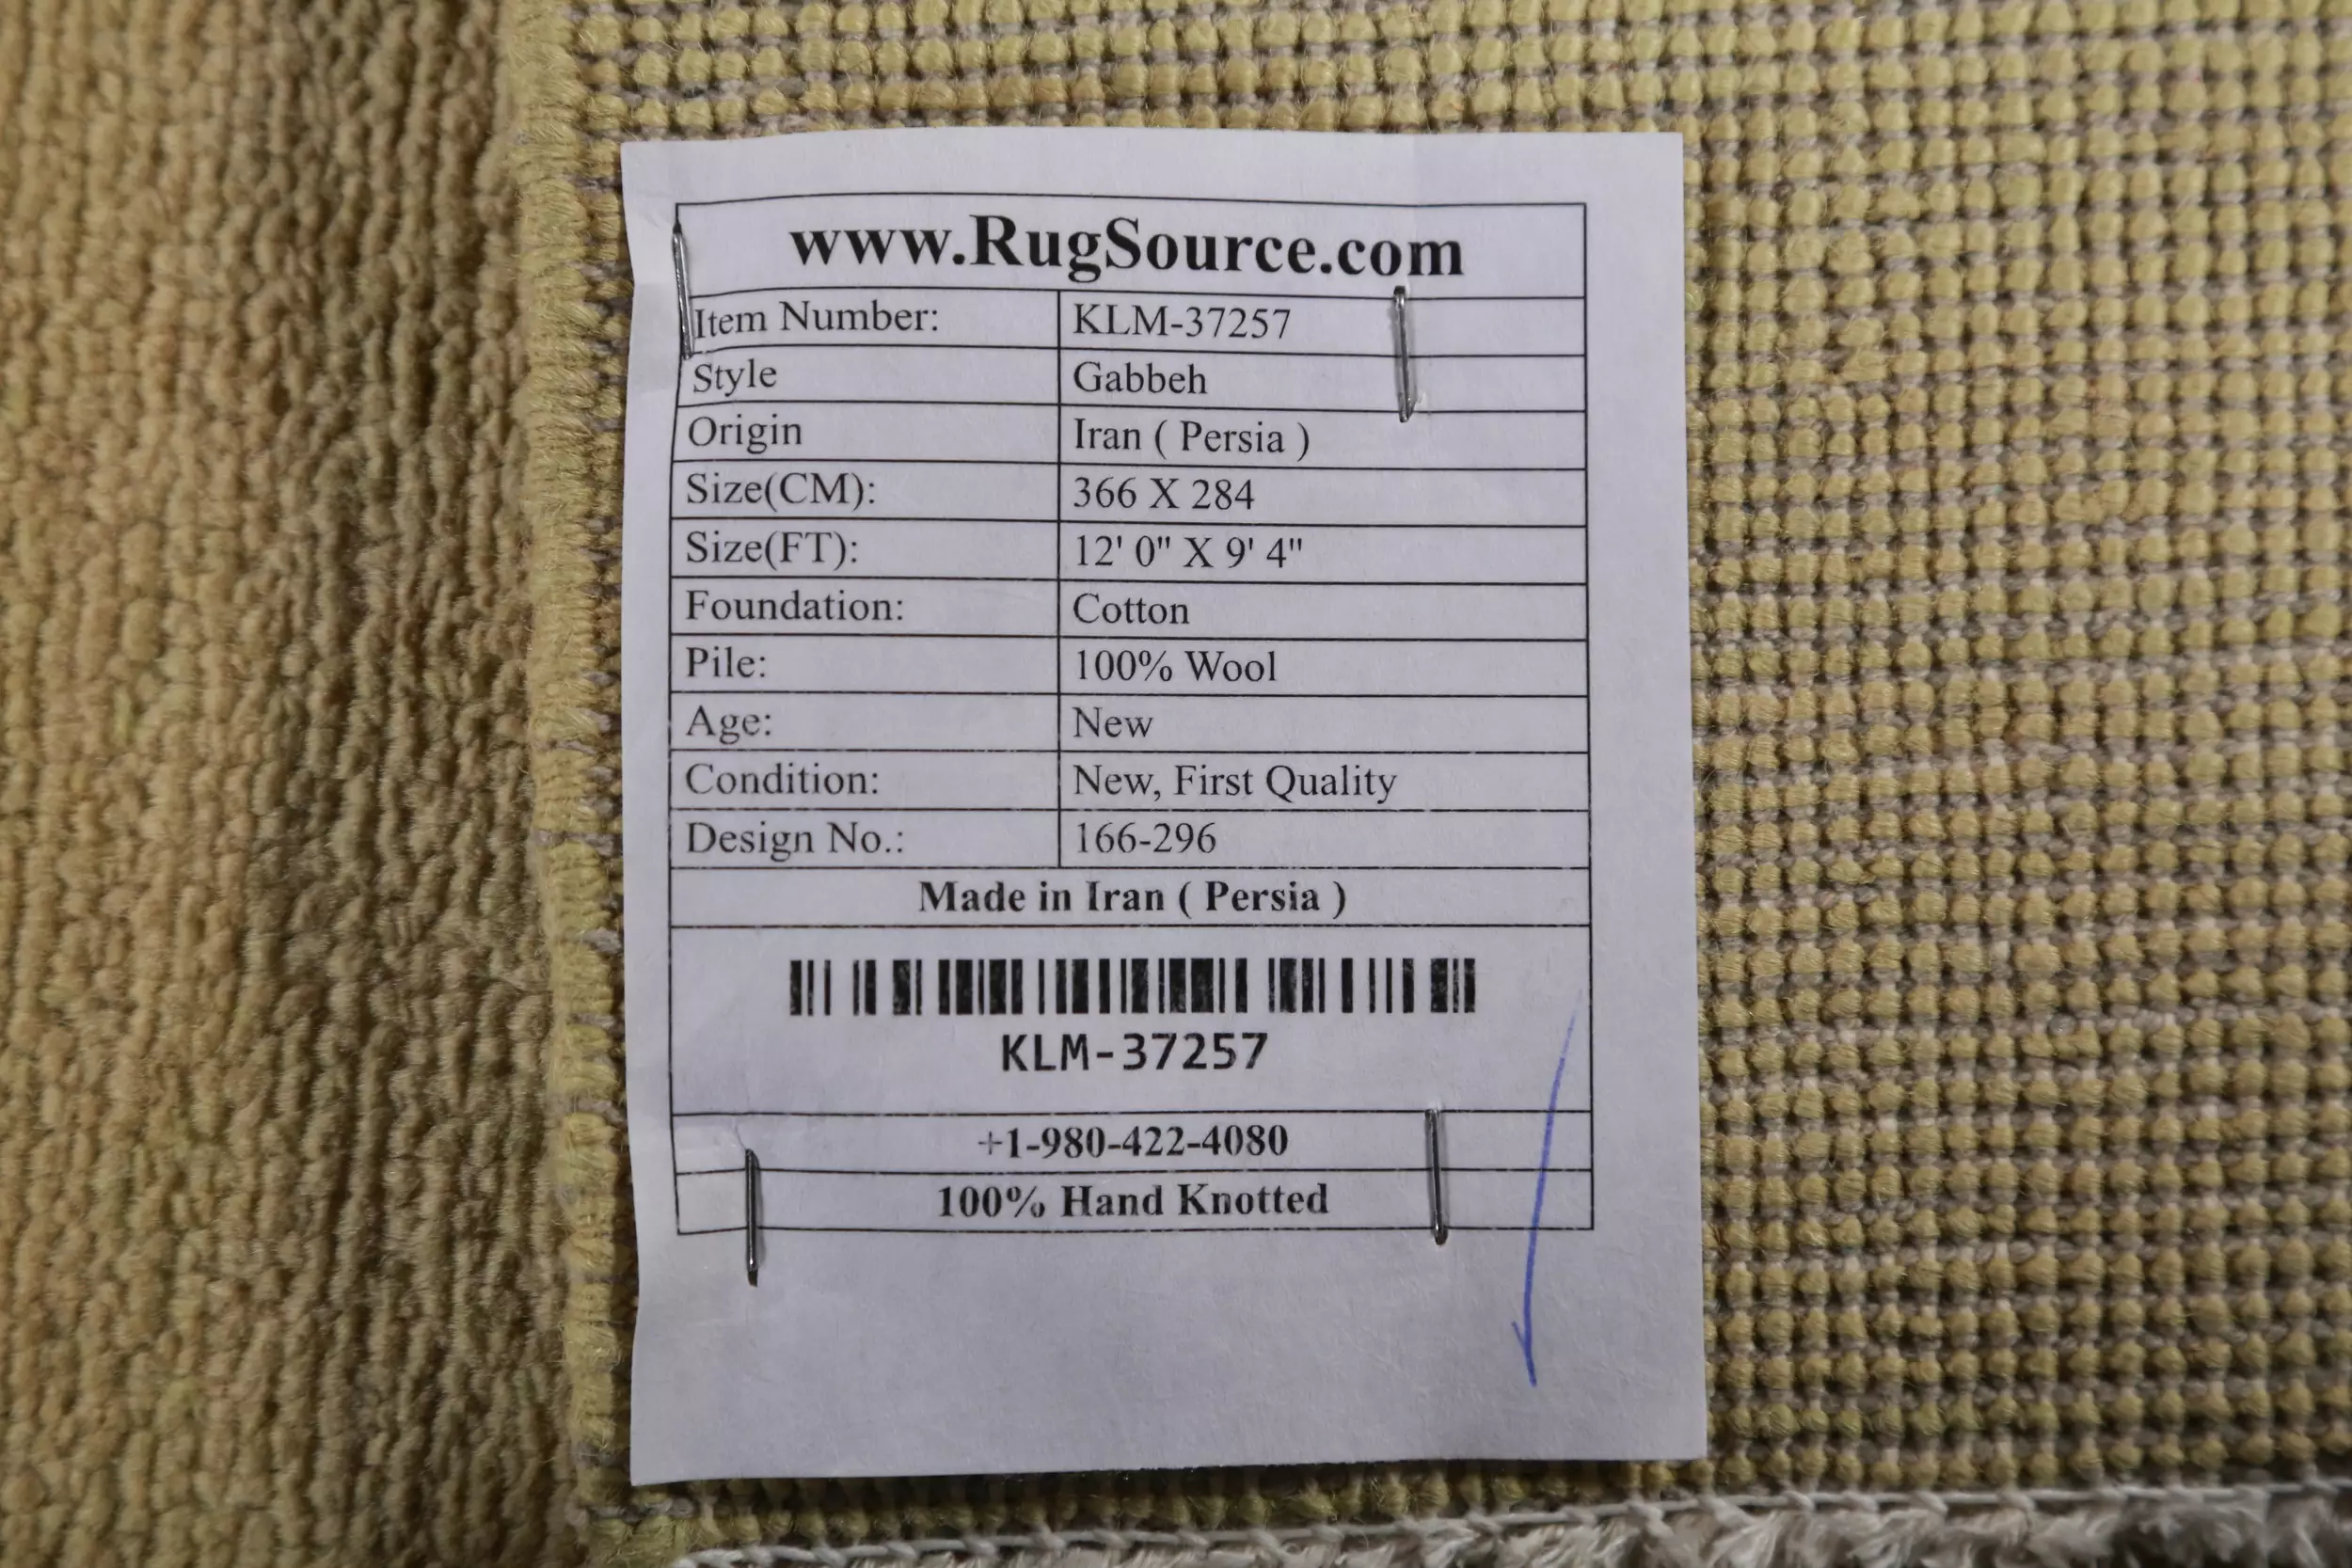 www.RugSource.com
Item Number: KLM-37257
Style Gabbeh
Origin Iran ( Persia )
Size(CM): 366 X 284
Size(FT): 12' 0" X 9' 4"
Foundation: Cotton
Pile: 100% Wool
Age: New
Condition: New, First Quality
Design No.: 166-296
Made in Iran ( Persia )
KLM-37257
+1-980-422-4080
100% Hand Knotted